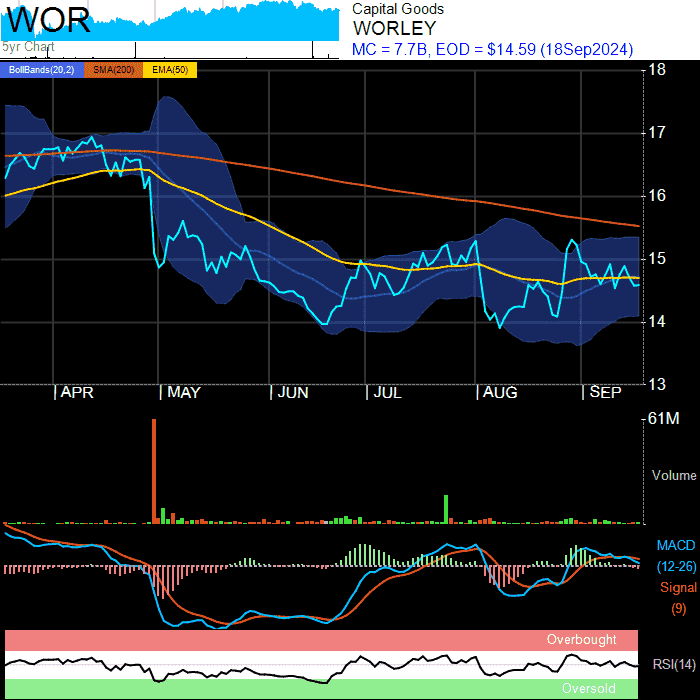 WOR
5yr Chart
Capital Goods
WORLEY
MC = 7.7B, EOD = $14.59 (18Sep2024)
BollBands(20,2) SMA(200) EMA(50)
18
17
16
15
14
13
APR MAY JUN JUL AUG SEP
61M
Volume
MACD
(12-26)
Signal
(9)
Overbought
RSI(14)
Oversold